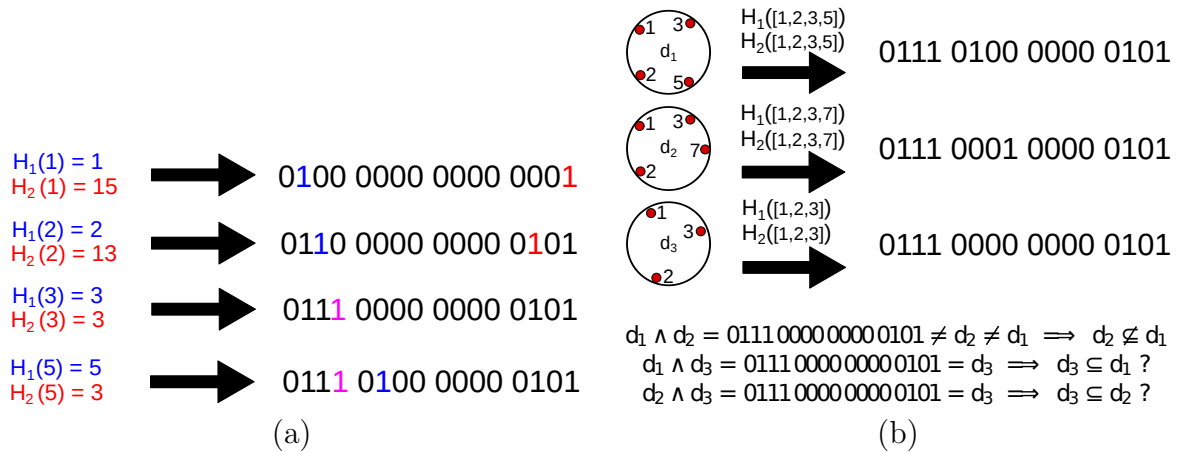 H₁(1) = 1
H₂(1) = 15
0100 0000 0000 0001
H₁(2) = 2
H₂(2) = 13
0110 0000 0000 0101
H₁(3) = 3
H₂(3) = 3
0111 0000 0000 0101
H₁(5) = 5
H₂(5) = 3
0111 0100 0000 0101
(a)
1 3
d₁
2 5
H₁([1,2,3,5])
H₂([1,2,3,5])
0111 0100 0000 0101
1 3
d₂ 7
2
H₁([1,2,3,7])
H₂([1,2,3,7])
0111 0001 0000 0101
1
3
d₃
2
H₁([1,2,3])
H₂([1,2,3])
0111 0000 0000 0101
d₁ ∧ d₂ = 0111 0000 0000 0101 ≠ d₂ ≠ d₁ ⟹ d₂ ⊈ d₁
d₁ ∧ d₃ = 0111 0000 0000 0101 = d₃ ⟹ d₃ ⊆ d₁ ?
d₂ ∧ d₃ = 0111 0000 0000 0101 = d₃ ⟹ d₃ ⊆ d₂ ?
(b)